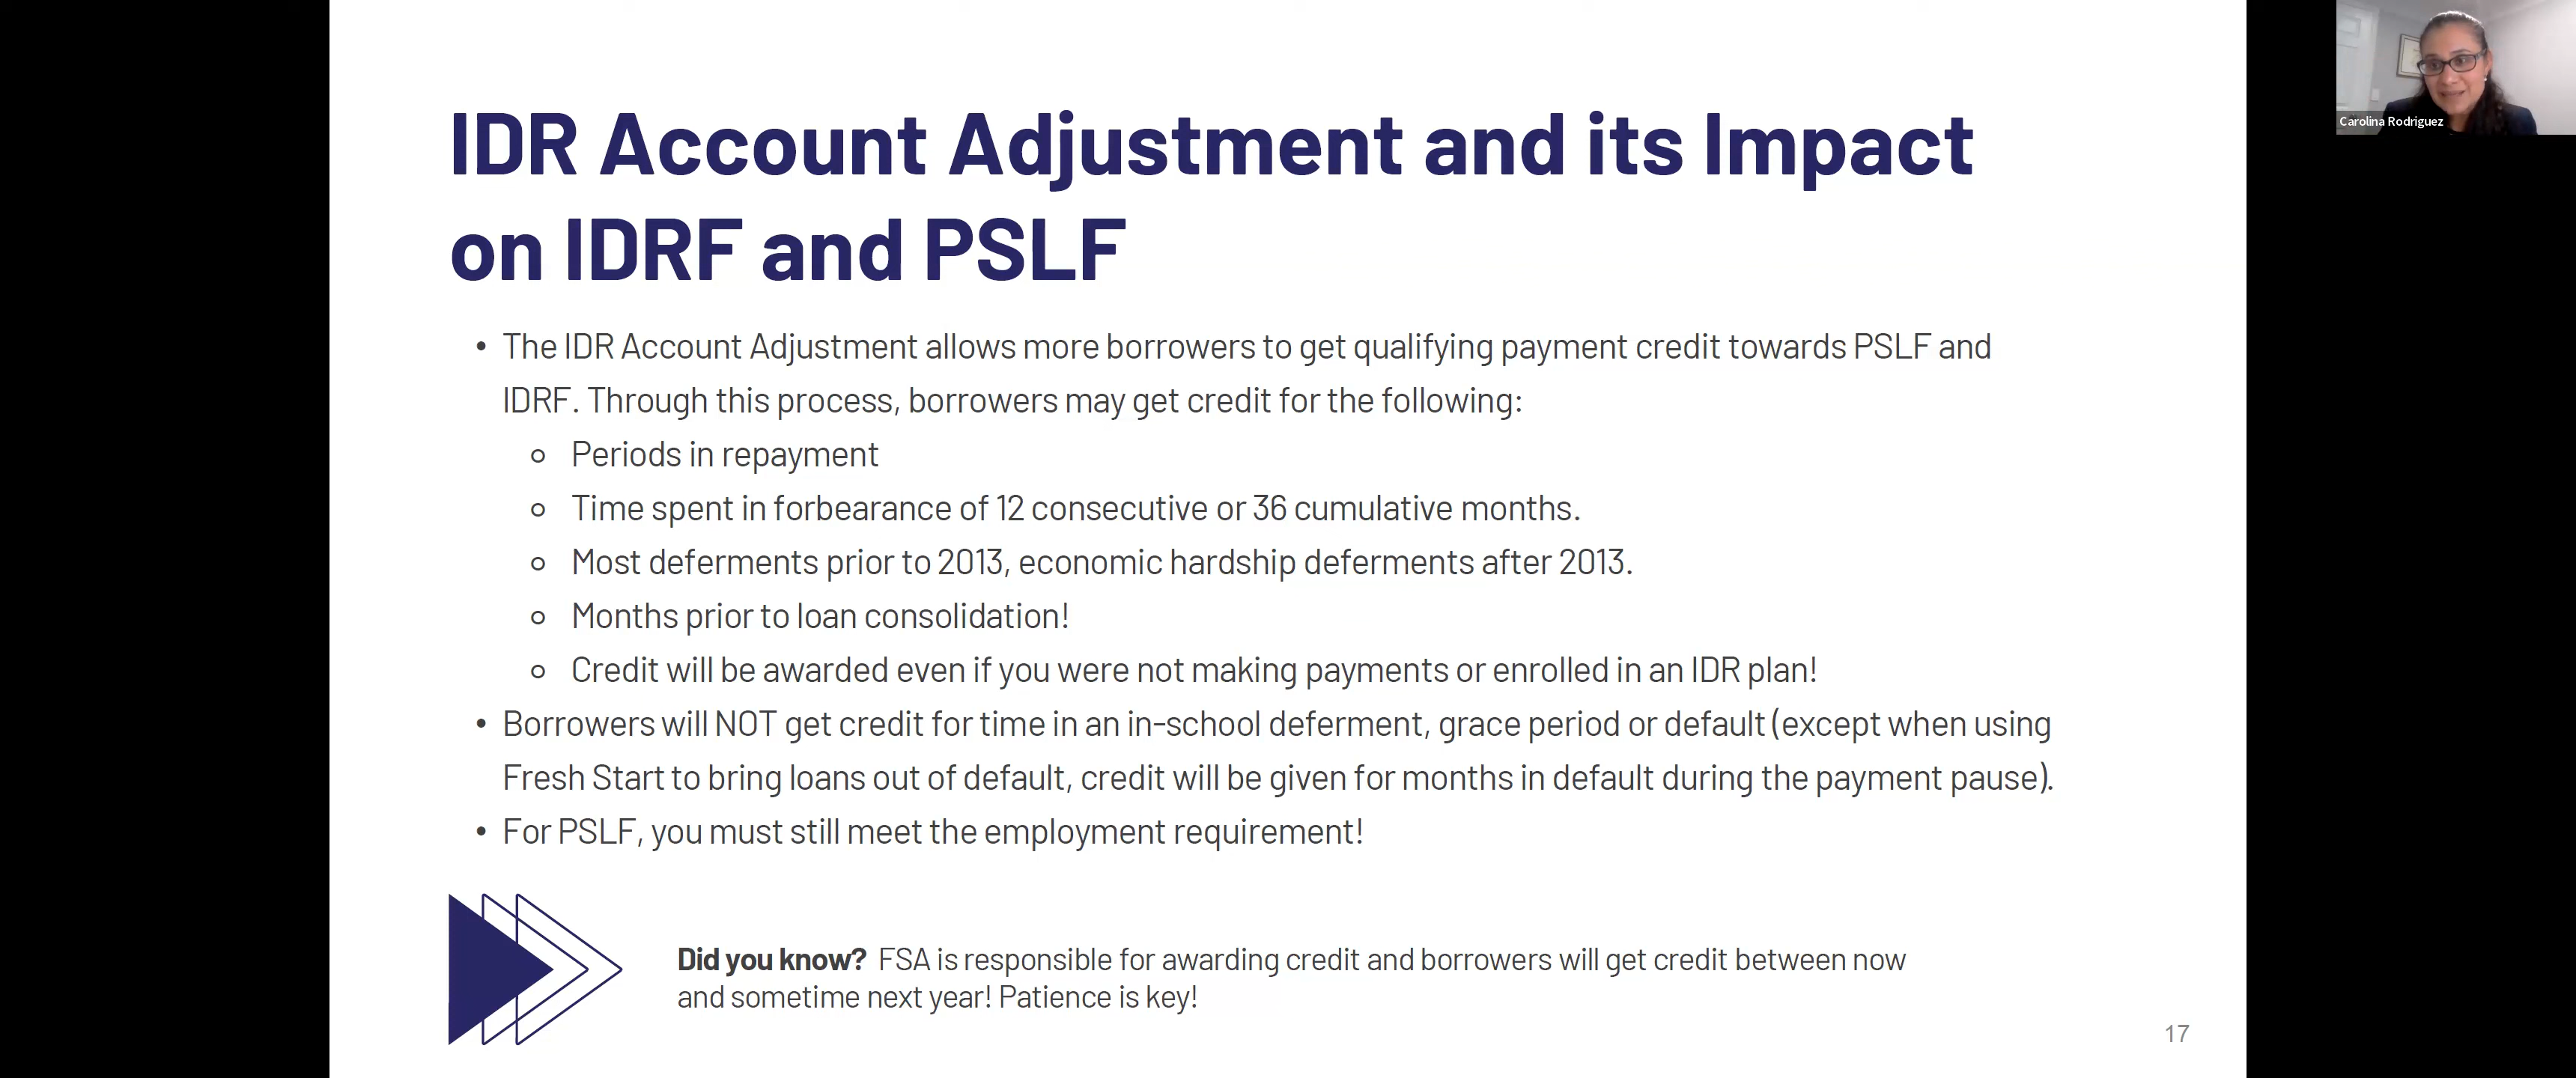 IDR Account Adjustment and its Impact
on IDRF and PSLF
• The IDR Account Adjustment allows more borrowers to get qualifying payment credit towards PSLF and
IDRF. Through this process, borrowers may get credit for the following:
○ Periods in repayment
○ Time spent in forbearance of 12 consecutive or 36 cumulative months.
○ Most deferments prior to 2013, economic hardship deferments after 2013.
○ Months prior to loan consolidation!
○ Credit will be awarded even if you were not making payments or enrolled in an IDR plan!
• Borrowers will NOT get credit for time in an in-school deferment, grace period or default (except when using
Fresh Start to bring loans out of default, credit will be given for months in default during the payment pause).
• For PSLF, you must still meet the employment requirement!
Did you know? FSA is responsible for awarding credit and borrowers will get credit between now
and sometime next year! Patience is key!
17
Carolina Rodriguez